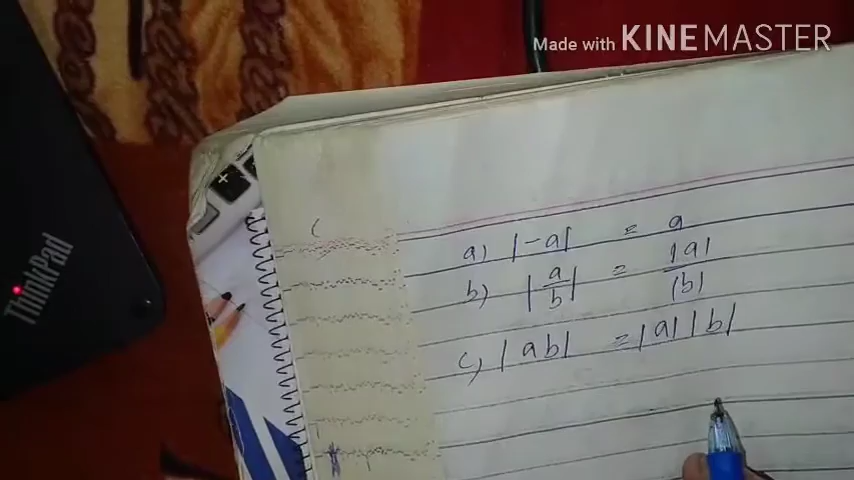 Made with KINEMASTER
ThinkPad
a) |-a| = a
b) |a/b| = |a|/|b|
c) |ab| = |a| |b|